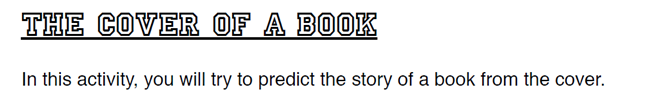 THE COVER OF A BOOK
In this activity, you will try to predict the story of a book from the cover.